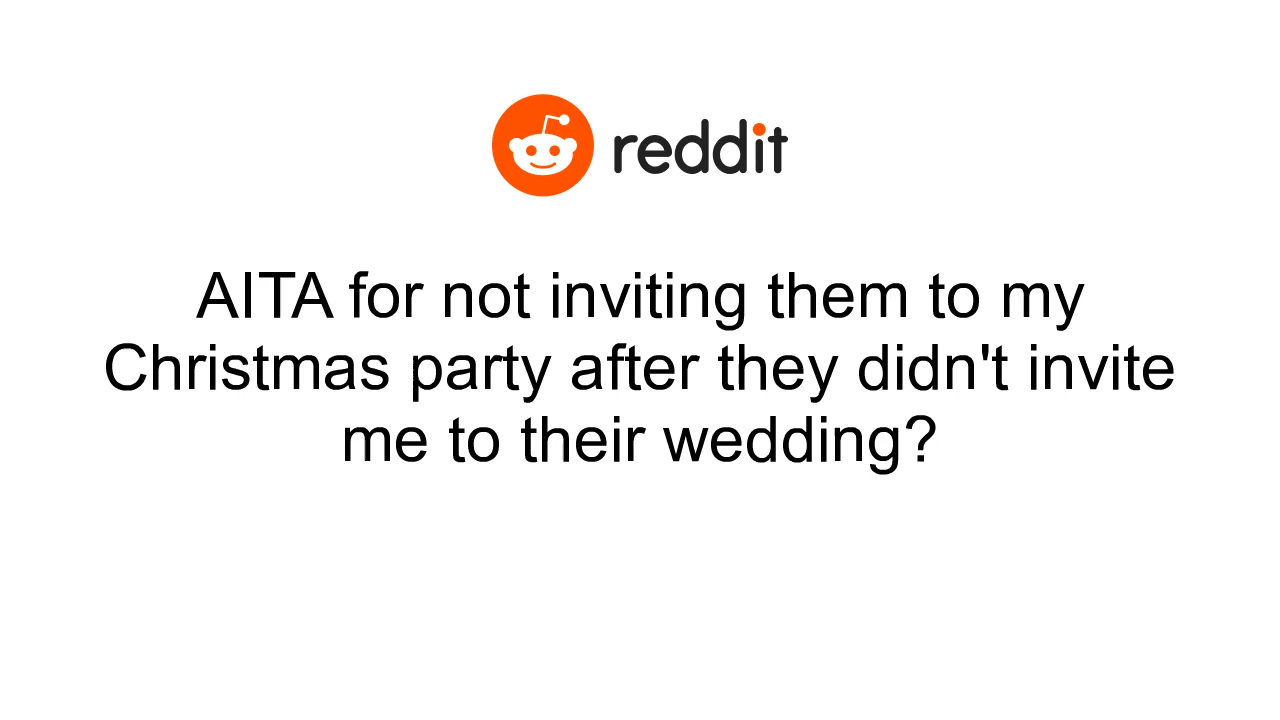 reddit
AITA for not inviting them to my
Christmas party after they didn't invite
me to their wedding?